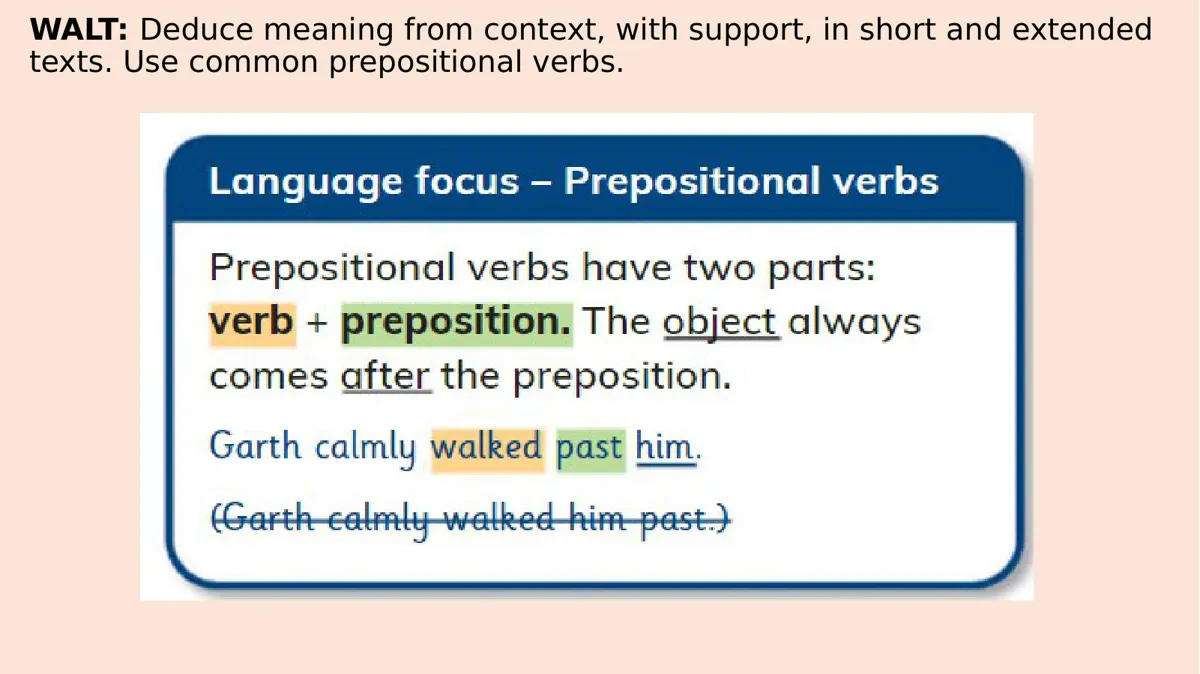 WALT: Deduce meaning from context, with support, in short and extended
texts. Use common prepositional verbs.
Language focus – Prepositional verbs
Prepositional verbs have two parts:
verb + preposition. The object always
comes after the preposition.
Garth calmly walked past him.
(Garth calmly walked him past.)